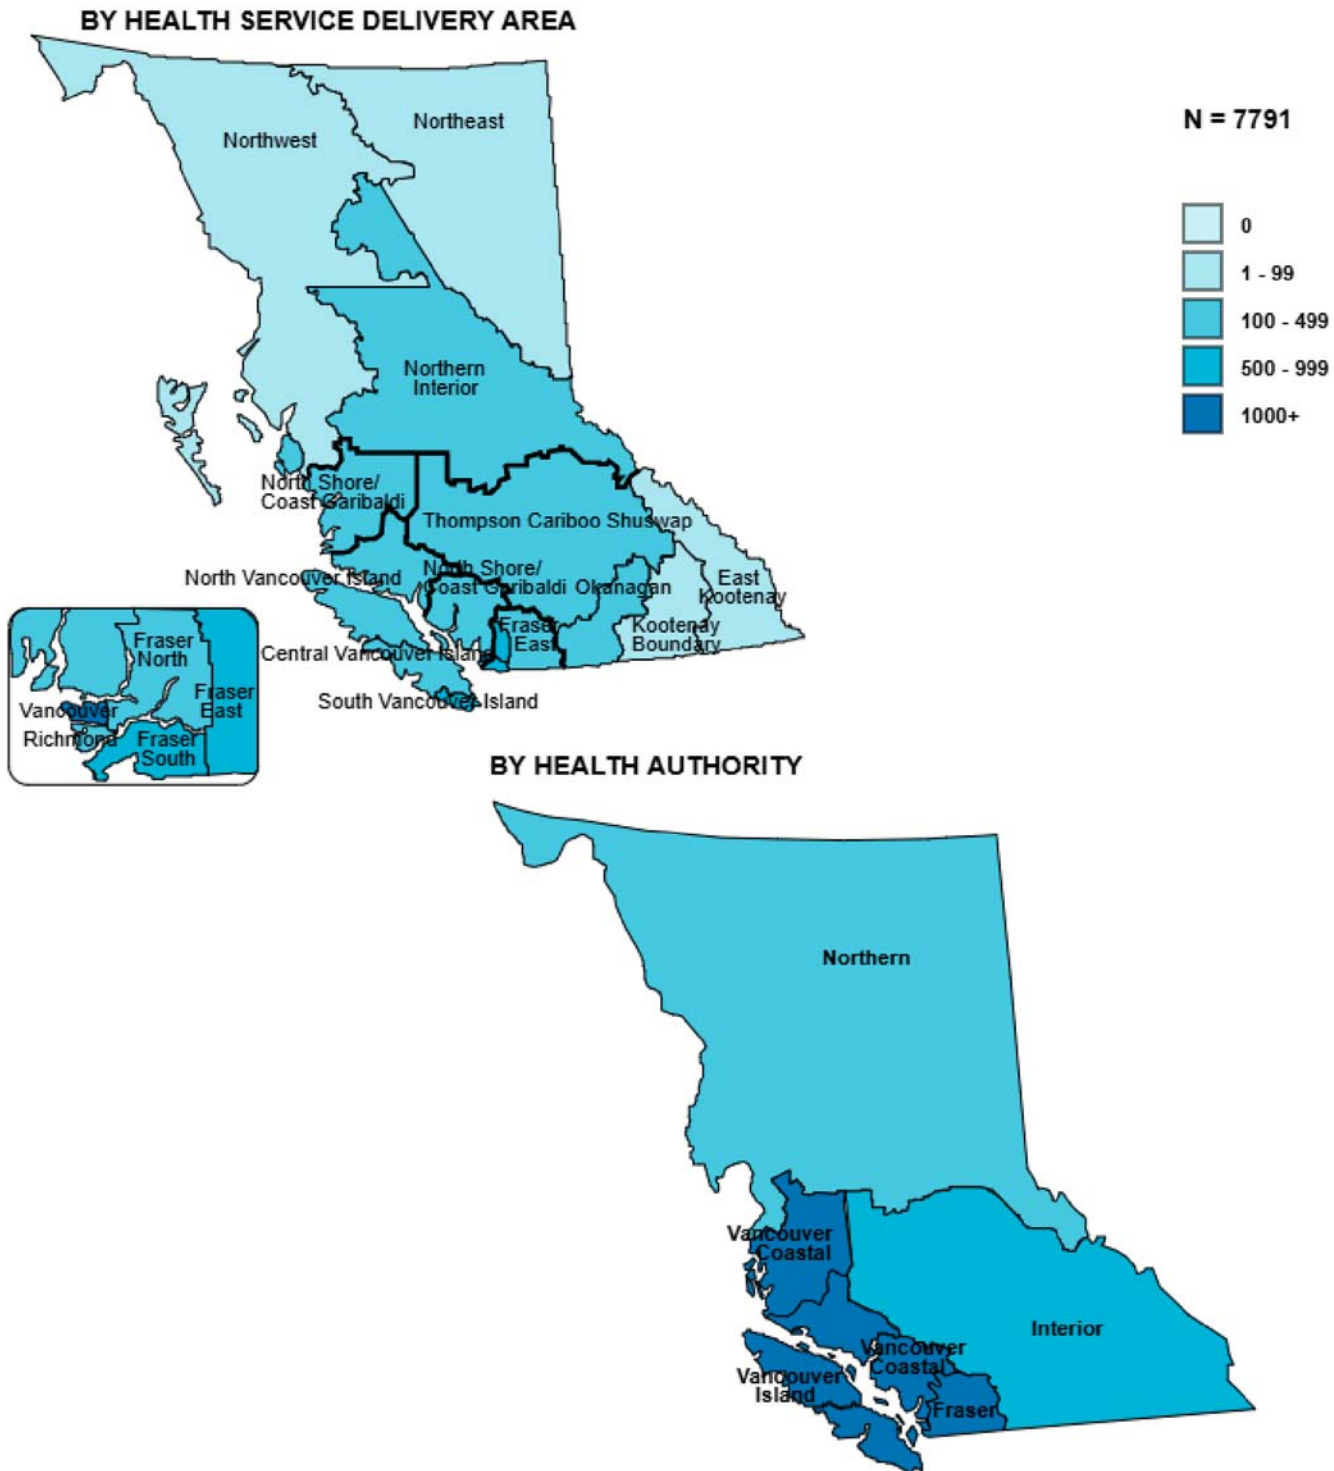 BY HEALTH SERVICE DELIVERY AREA
Northwest
Northeast
N = 7791
0
1 - 99
100 - 499
500 - 999
1000+
Northern
Interior
North Shore/
Coast Garibaldi
Thompson Cariboo Shuswap
North Vancouver Island
North Shore/
Coast Garibaldi
Okanagan
East
Kootenay
Kootenay
Boundary
Fraser
East
Central Vancouver Island
South Vancouver Island
Fraser
North
Fraser
East
Vancouver
Richmond
Fraser
South
BY HEALTH AUTHORITY
Northern
Vancouver
Coastal
Interior
Vancouver
Coastal
Vancouver
Island
Fraser